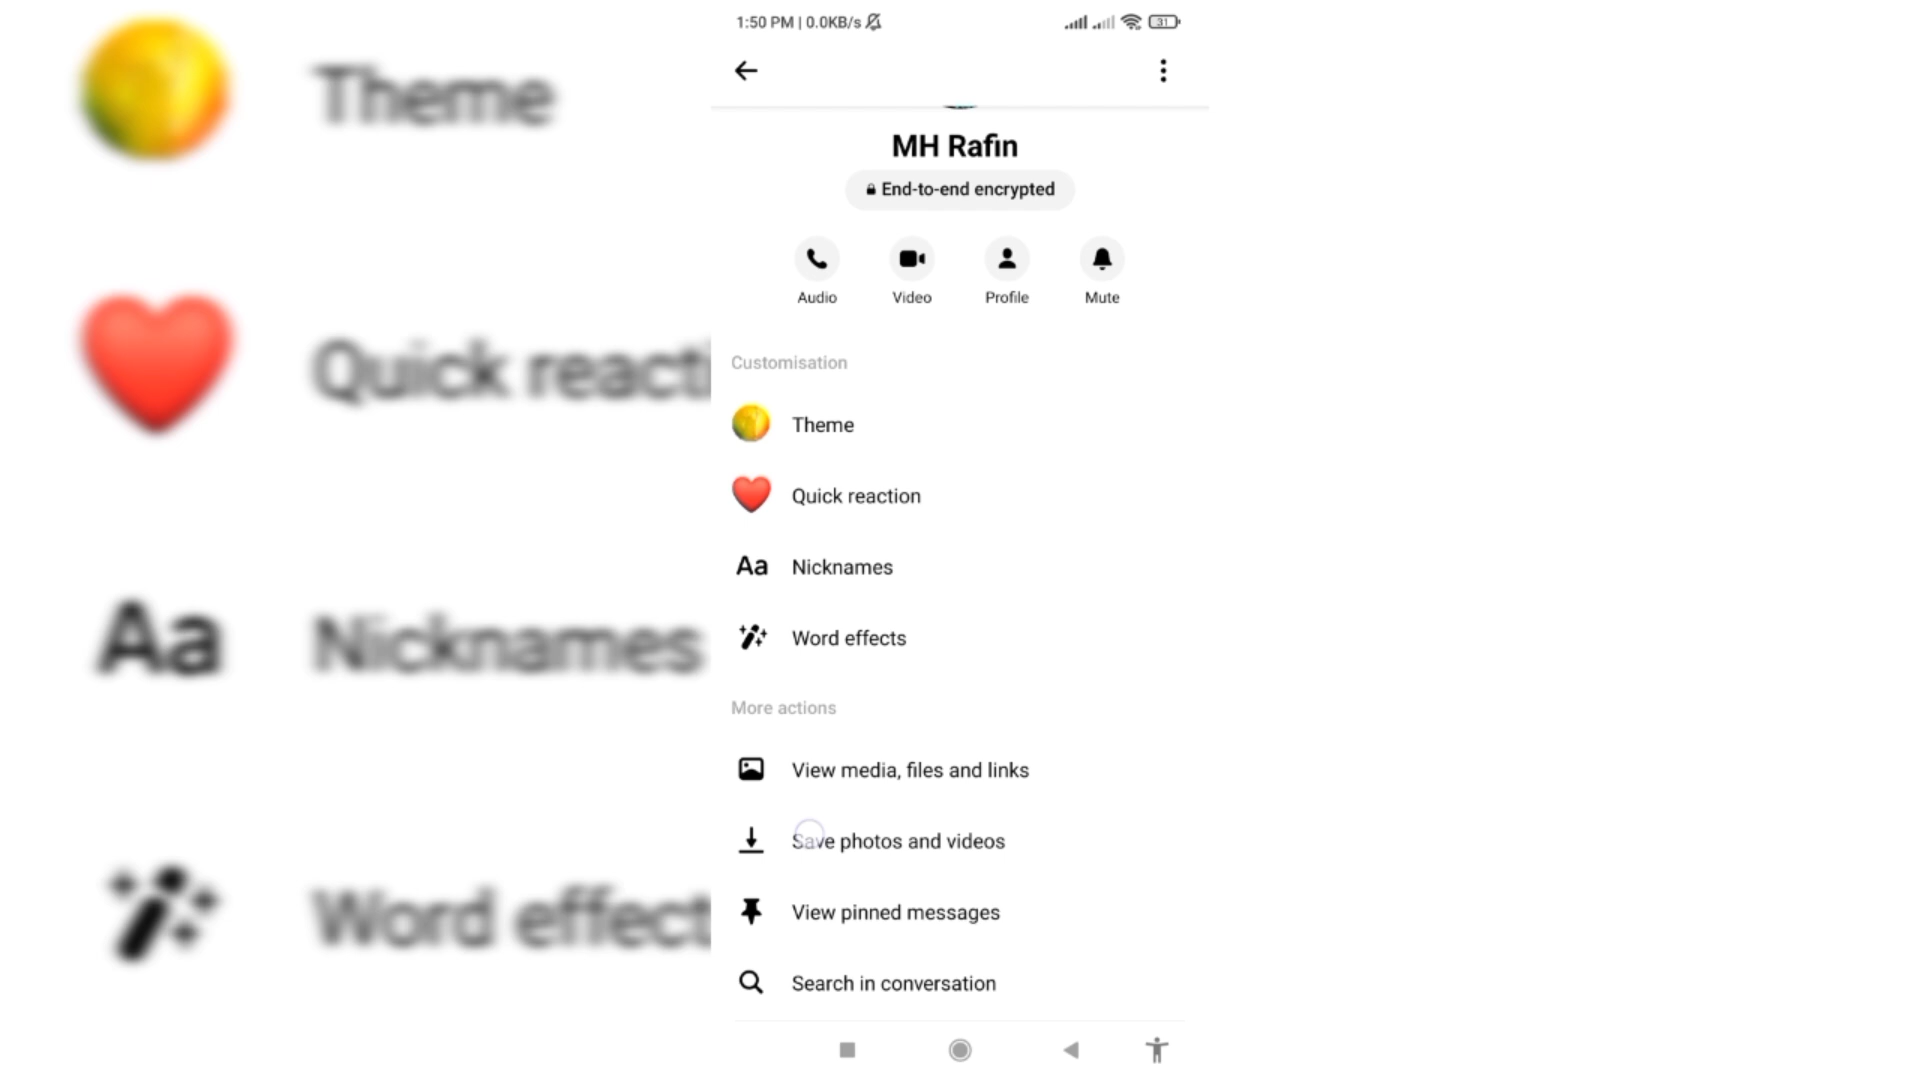 1:50 PM | 0.0KB/s
31
MH Rafin
End-to-end encrypted
Audio
Video
Profile
Mute
Customisation
Theme
Quick reaction
Aa Nicknames
Word effects
More actions
View media, files and links
Save photos and videos
View pinned messages
Search in conversation
Theme
Quick reacti
Aa Nicknames
Word effect